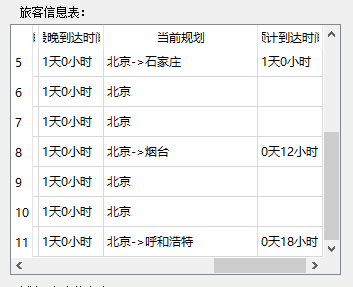 旅客信息表：
最晚到达时间 当前规划 预计到达时间
5 1天0小时 北京->石家庄 1天0小时
6 1天0小时 北京
7 1天0小时 北京
8 1天0小时 北京->烟台 0天12小时
9 1天0小时 北京
10 1天0小时 北京
11 1天0小时 北京->呼和浩特 0天18小时